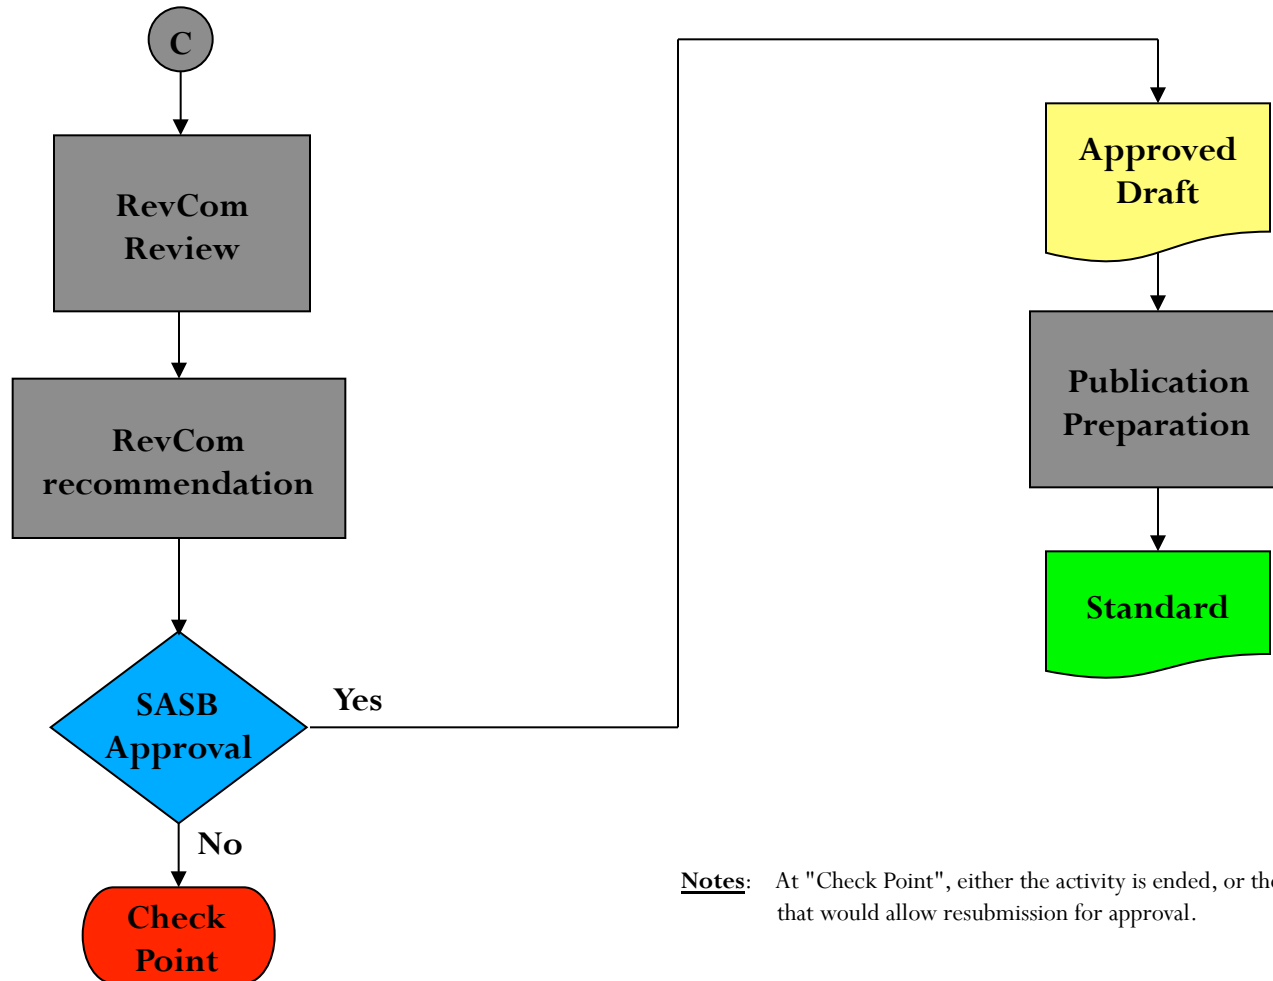 C
RevCom
Review
RevCom
recommendation
SASB
Approval
Yes
No
Check
Point
Approved
Draft
Publication
Preparation
Standard
Notes: At "Check Point", either the activity is ended, or the
that would allow resubmission for approval.